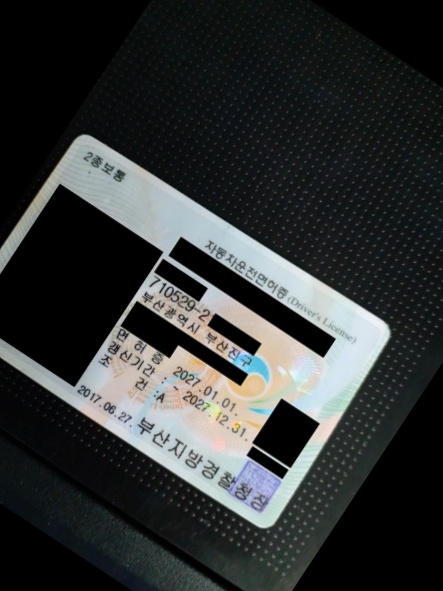 2종보통
자동차운전면허증 (Driver's License)
710529-2
부산광역시 부산진구
면허증
갱신기간 : 2027.01.01.
~ 2027.12.31.
조 건 :A
2017.06.27. 부산지방경찰청장